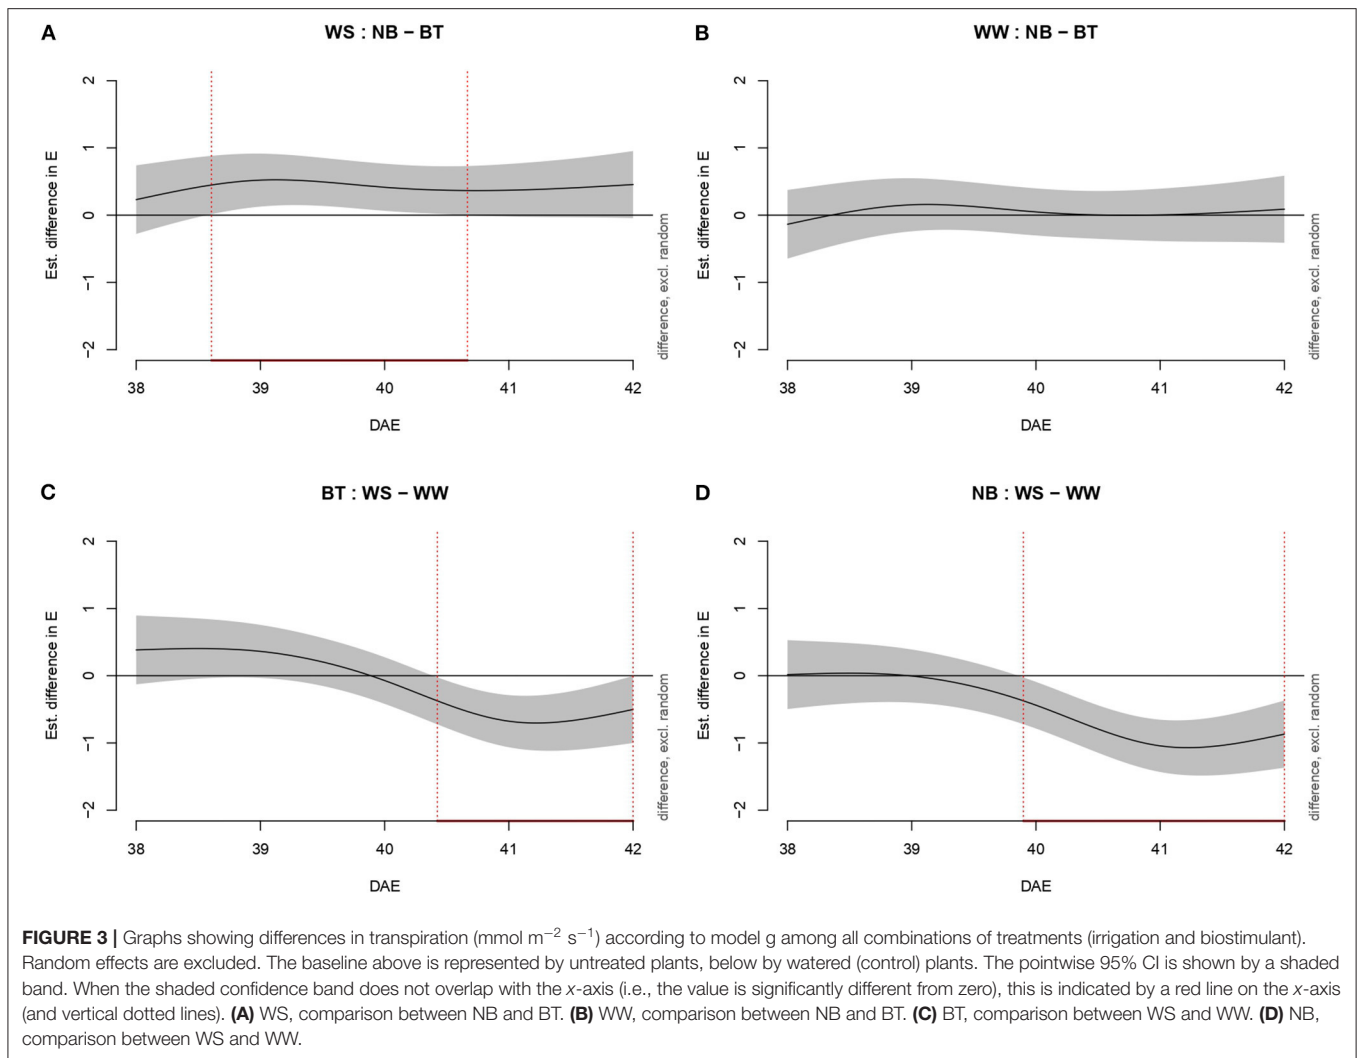 A
WS : NB − BT
Est. difference in E
2
1
0
−1
−2
38
39
40
41
42
DAE
difference, excl. random
B
WW : NB − BT
Est. difference in E
2
1
0
−1
−2
38
39
40
41
42
DAE
difference, excl. random
C
BT : WS − WW
Est. difference in E
2
1
0
−1
−2
38
39
40
41
42
DAE
difference, excl. random
D
NB : WS − WW
Est. difference in E
2
1
0
−1
−2
38
39
40
41
42
DAE
difference, excl. random
FIGURE 3 | Graphs showing differences in transpiration (mmol m−2 s−1) according to model g among all combinations of treatments (irrigation and biostimulant).
Random effects are excluded. The baseline above is represented by untreated plants, below by watered (control) plants. The pointwise 95% CI is shown by a shaded
band. When the shaded confidence band does not overlap with the x-axis (i.e., the value is significantly different from zero), this is indicated by a red line on the x-axis
(and vertical dotted lines). (A) WS, comparison between NB and BT. (B) WW, comparison between NB and BT. (C) BT, comparison between WS and WW. (D) NB,
comparison between WS and WW.